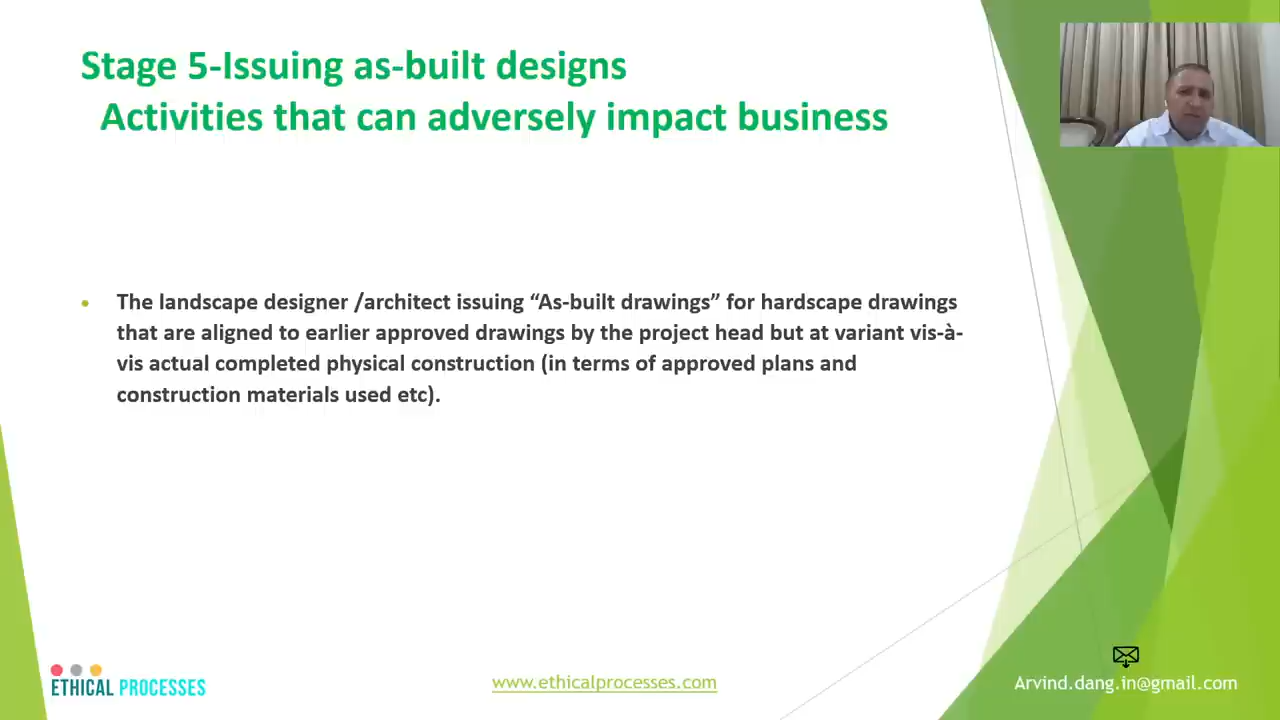 Stage 5-Issuing as-built designs
Activities that can adversely impact business
• The landscape designer /architect issuing “As-built drawings” for hardscape drawings
that are aligned to earlier approved drawings by the project head but at variant vis-à-
vis actual completed physical construction (in terms of approved plans and
construction materials used etc).
ETHICAL PROCESSES
www.ethicalprocesses.com
Arvind.dang.in@gmail.com